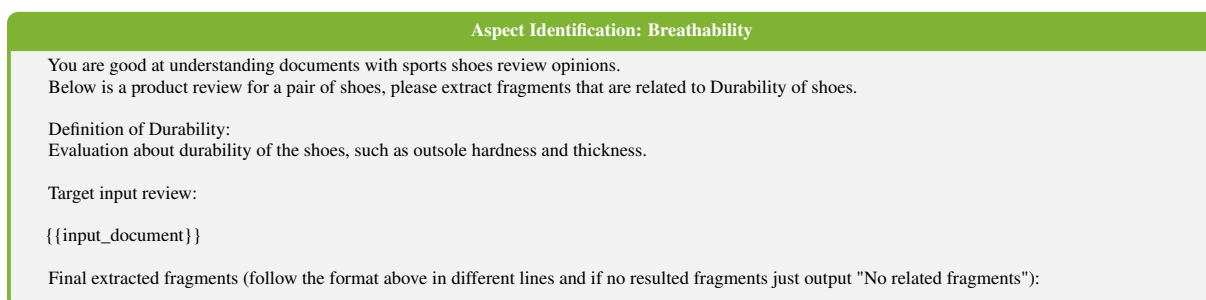 Aspect Identification: Breathability
You are good at understanding documents with sports shoes review opinions.
Below is a product review for a pair of shoes, please extract fragments that are related to Durability of shoes.
Definition of Durability:
Evaluation about durability of the shoes, such as outsole hardness and thickness.
Target input review:
{{input_document}}
Final extracted fragments (follow the format above in different lines and if no resulted fragments just output "No related fragments"):